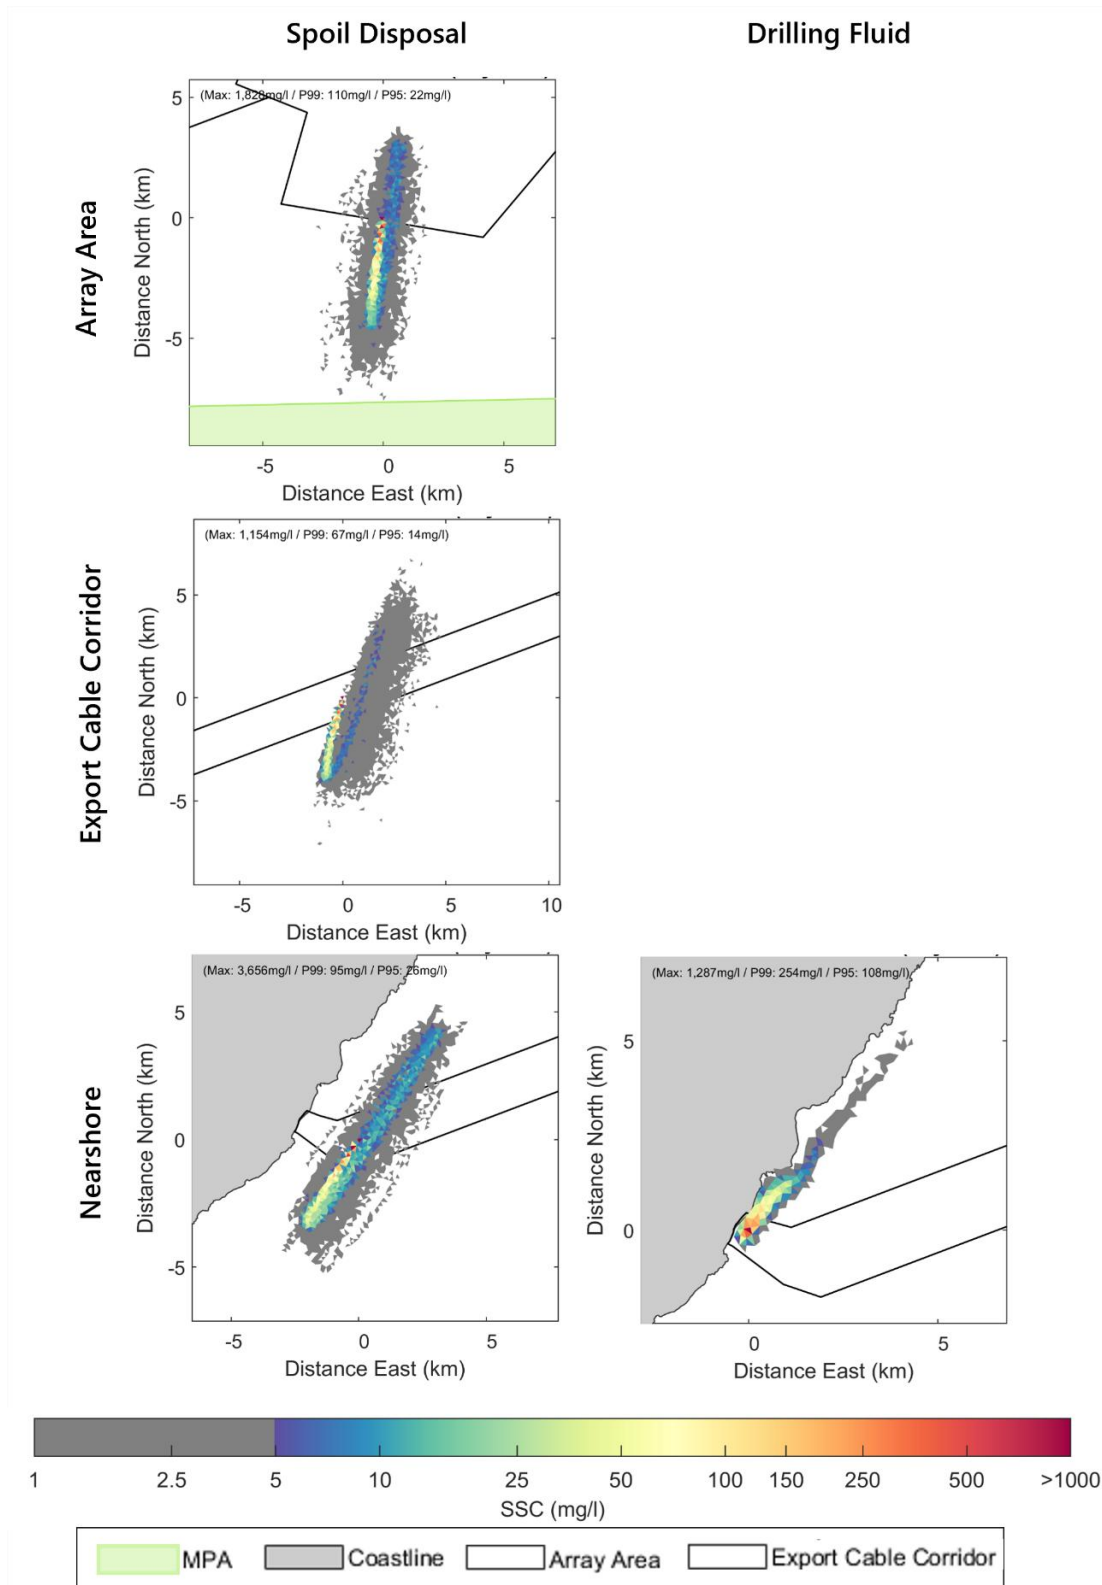 Spoil Disposal
Drilling Fluid
Array Area
(Max: 1,828mg/l / P99: 110mg/l / P95: 22mg/l)
Distance North (km)
5
0
-5
-5
0
5
Distance East (km)
Export Cable Corridor
(Max: 1,154mg/l / P99: 67mg/l / P95: 14mg/l)
Distance North (km)
5
0
-5
-5
0
5
10
Distance East (km)
Nearshore
(Max: 3,656mg/l / P99: 95mg/l / P95: 26mg/l)
Distance North (km)
5
0
-5
-5
0
5
Distance East (km)
(Max: 1,287mg/l / P99: 254mg/l / P95: 108mg/l)
Distance North (km)
5
0
0
5
Distance East (km)
1 2.5 5 10 25 50 100 150 250 500 >1000
SSC (mg/l)
MPA Coastline Array Area Export Cable Corridor